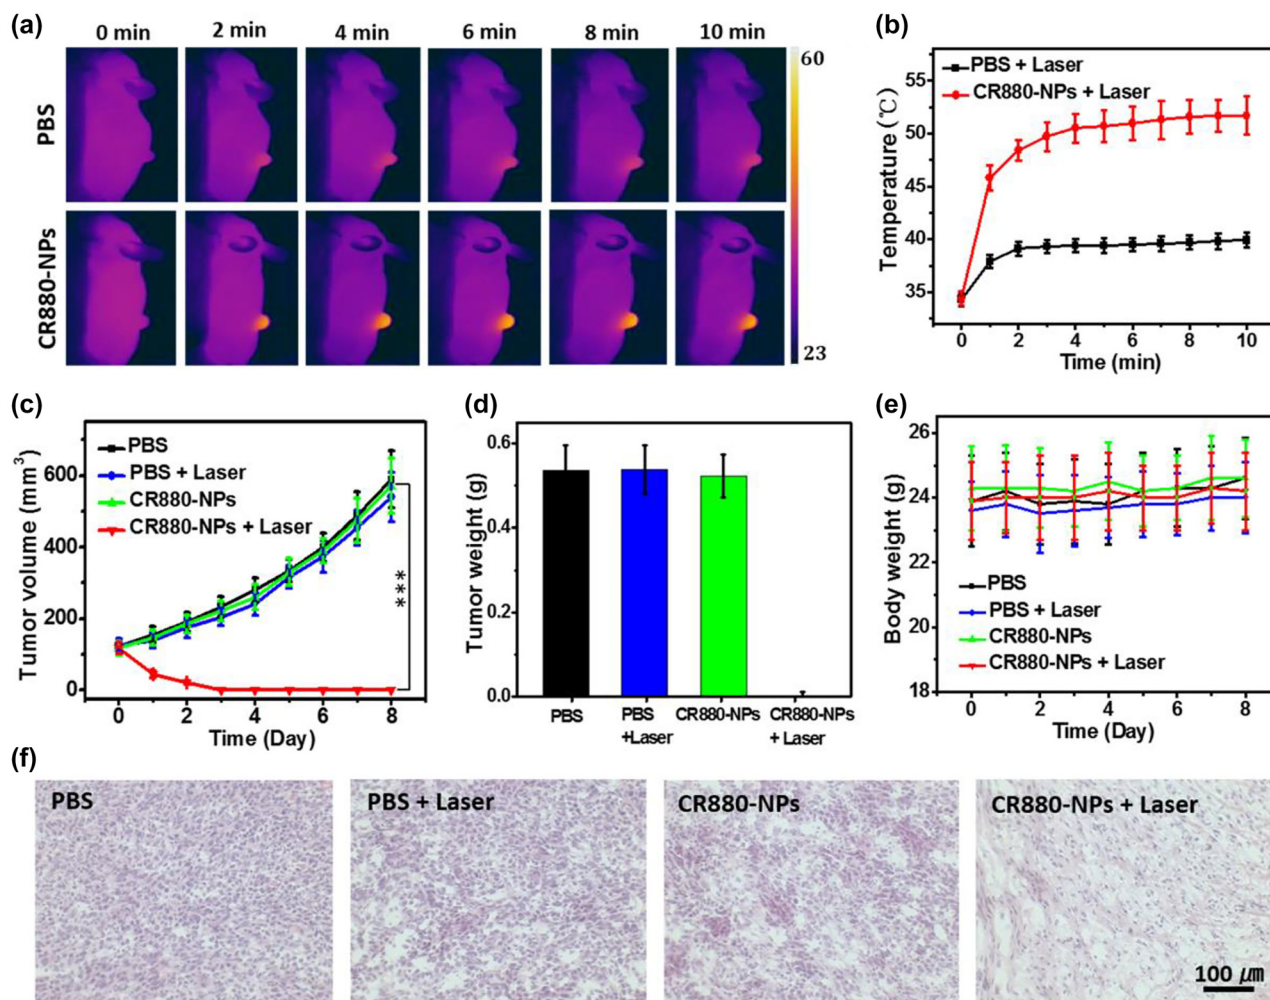 (a)
0 min 2 min 4 min 6 min 8 min 10 min
PBS
CR880-NPs
60
23
(b)
PBS + Laser
CR880-NPs + Laser
Temperature (℃)
55
50
45
40
35
0 2 4 6 8 10
Time (min)
(c)
PBS
PBS + Laser
CR880-NPs
CR880-NPs + Laser
Tumor volume (mm³)
600
400
200
0
***
0 2 4 6 8
Time (Day)
(d)
Tumor weight (g)
0.6
0.4
0.2
0.0
PBS
PBS
+Laser
CR880-NPs
CR880-NPs
+ Laser
(e)
Body weight (g)
26
24
22
20
18
PBS
PBS + Laser
CR880-NPs
CR880-NPs + Laser
0 1 2 3 4 5 6 7 8
Time (Day)
(f)
PBS
PBS + Laser
CR880-NPs
CR880-NPs + Laser
100 μm